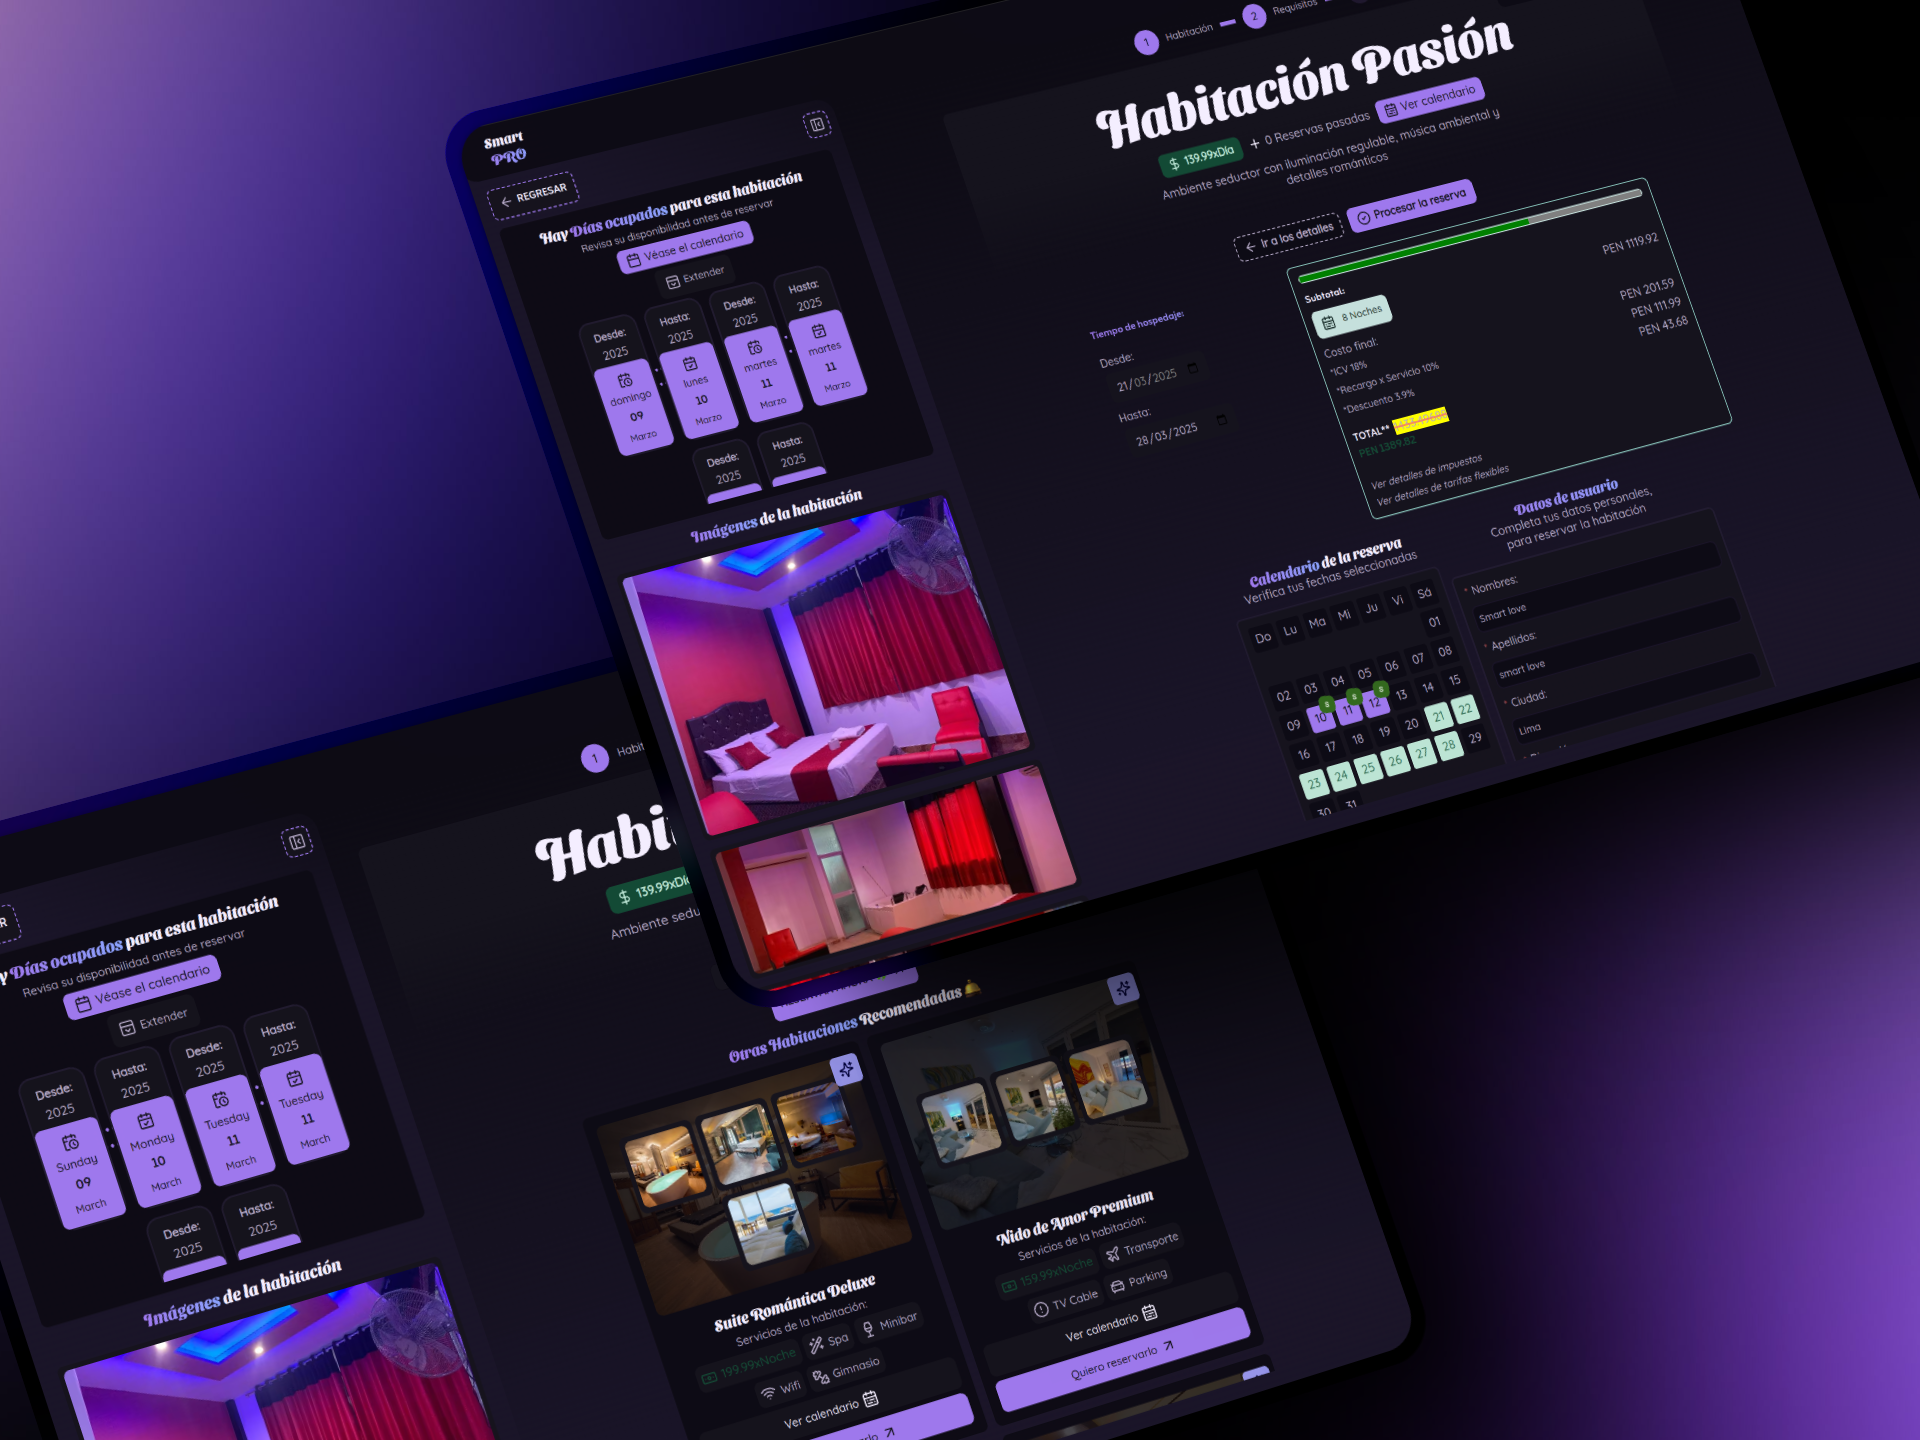 1 Habitación 2 Requisitos
Smart
PRO
REGRESAR
Hay Días ocupados para esta habitación
Revisa su disponibilidad antes de reservar
Véase el calendario
Extender
Desde: Hasta: Desde: Hasta:
2025 2025 2025 2025
domingo lunes martes martes
09 10 11 11
Marzo Marzo Marzo Marzo
Desde: Hasta:
2025 2025
Imágenes de la habitación
Habitación Pasión
$ 139.99xDía + 0 Reservas pasadas Ver calendario
Ambiente seductor con iluminación regulable, música ambiental y
detalles románticos
Ir a los detalles Procesar la reserva
Tiempo de hospedaje:
Desde:
21/03/2025
Hasta:
28/03/2025
Subtotal: PEN 1119.92
8 Noches
Costo final:
*ICV 18% PEN 201.59
*Recargo x Servicio 10% PEN 111.99
*Descuento 3.9% PEN 43.68
TOTAL**
PEN 1389.82
Ver detalles de impuestos
Ver detalles de tarifas flexibles
Calendario de la reserva
Verifica tus fechas seleccionadas
Do Lu Ma Mi Ju Vi Sá
01
02 03 04 05 06 07 08
09 10 11 12 13 14 15
16 17 18 19 20 21 22
23 24 25 26 27 28 29
30 31
Datos de usuario
Completa tus datos personales,
para reservar la habitación
* Nombres:
Smart love
* Apellidos:
smart love
* Ciudad:
Lima
1 Habit
R
y Días ocupados para esta habitación
Revisa su disponibilidad antes de reservar
Véase el calendario
Extender
Desde: Hasta: Desde: Hasta:
2025 2025 2025 2025
Sunday Monday Tuesday Tuesday
09 10 11 11
March March March March
Desde: Hasta:
2025 2025
Imágenes de la habitación
Habi
$ 139.99xDí
Ambiente sedu
Otras Habitaciones Recomendadas
Suite Romántica Deluxe
Servicios de la habitación:
199.99xNoche Spa Minibar
Wifi Gimnasio
Ver calendario
rlo
Nido de Amor Premium
Servicios de la habitación:
159.99xNoche Transporte
TV Cable Parking
Ver calendario
Quiero reservarlo